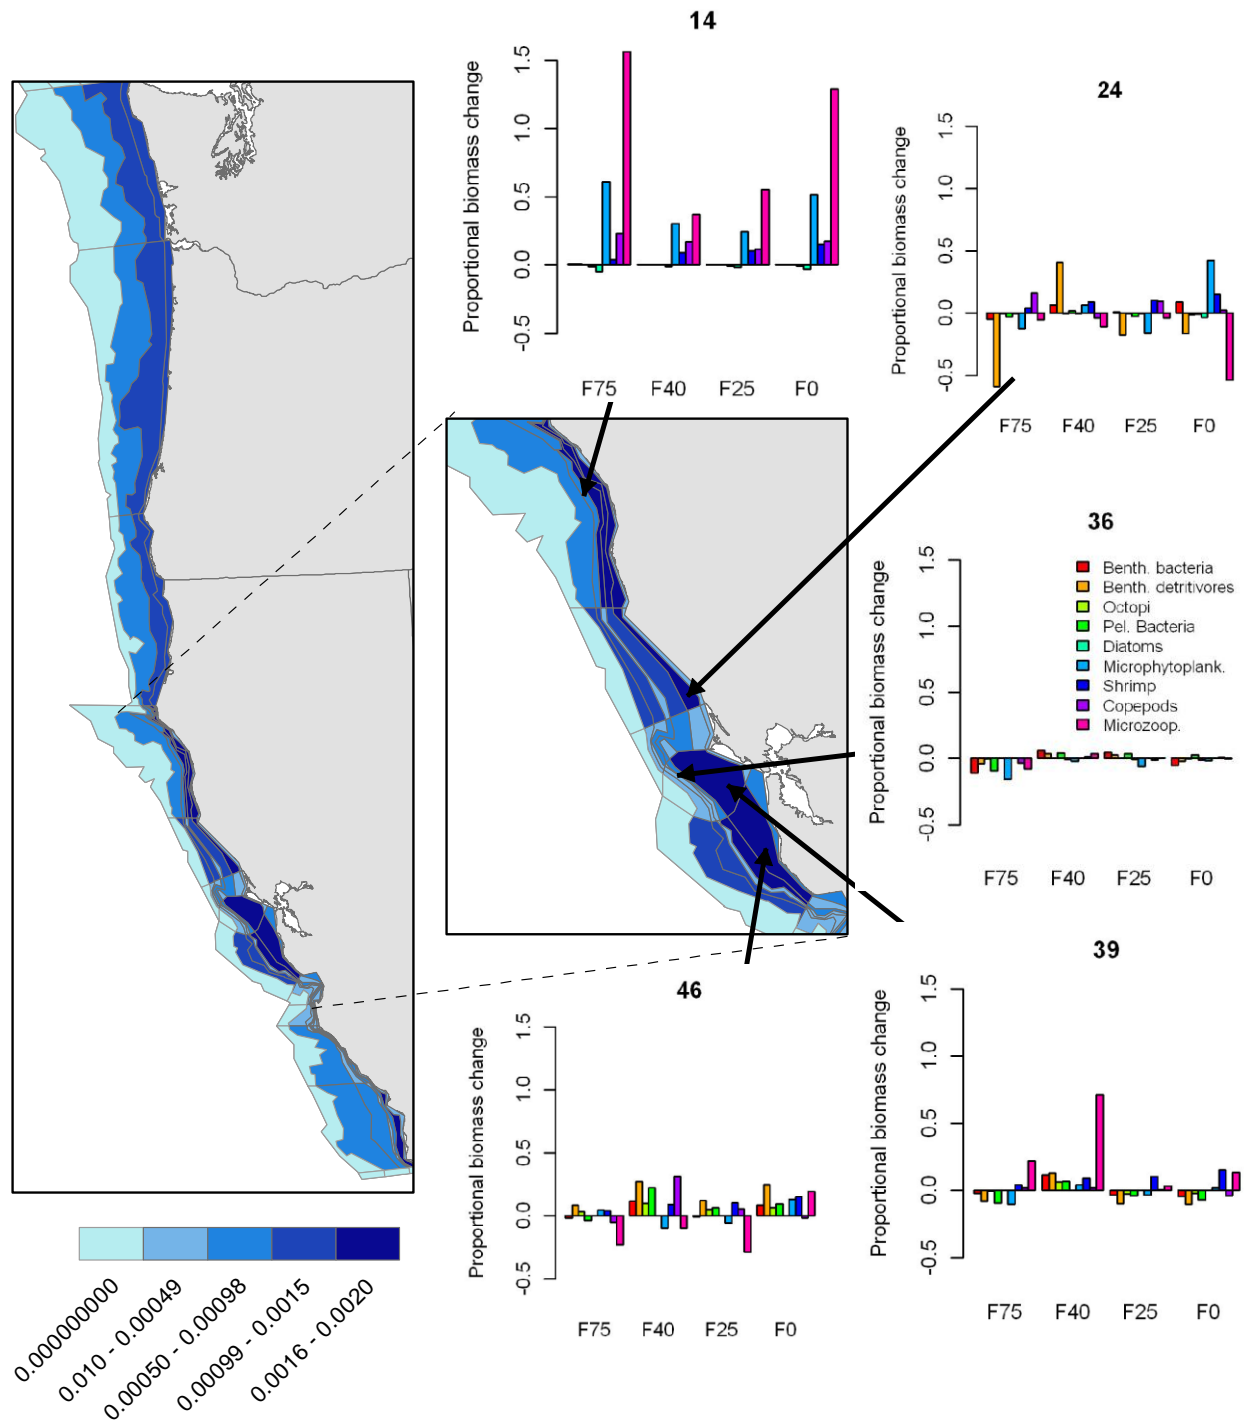 14
Proportional biomass change
1.5
1.0
0.5
0.0
-0.5
F75 F40 F25 F0
24
Proportional biomass change
1.5
1.0
0.5
0.0
-0.5
F75 F40 F25 F0
36
Proportional biomass change
1.5
1.0
0.5
0.0
-0.5
Benth. bacteria
Benth. detritivores
Octopi
Pel. Bacteria
Diatoms
Microphytoplank.
Shrimp
Copepods
Microzoop.
F75 F40 F25 F0
46
Proportional biomass change
1.5
1.0
0.5
0.0
-0.5
F75 F40 F25 F0
39
Proportional biomass change
1.5
1.0
0.5
0.0
-0.5
F75 F40 F25 F0
0.000000000
0.010 - 0.00049
0.00050 - 0.00098
0.00099 - 0.0015
0.0016 - 0.0020